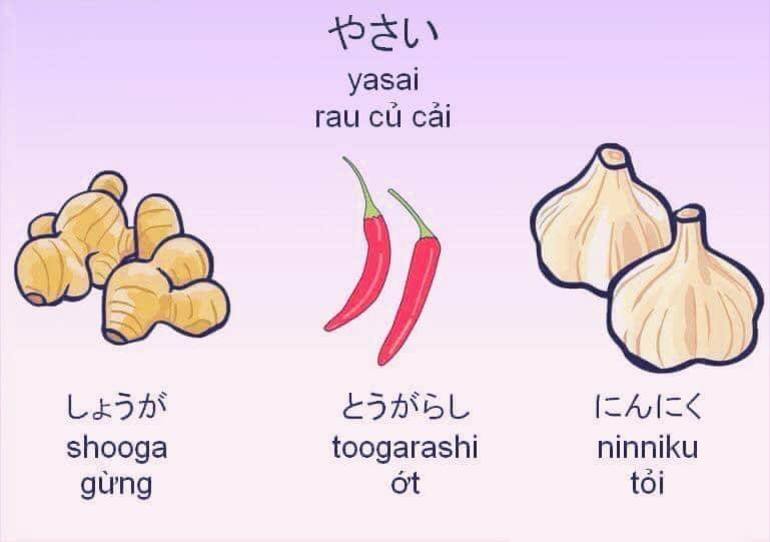 やさい
yasai
rau củ cải
しょうが
shooga
gừng
とうがらし
toogarashi
ớt
にんにく
ninniku
tỏi